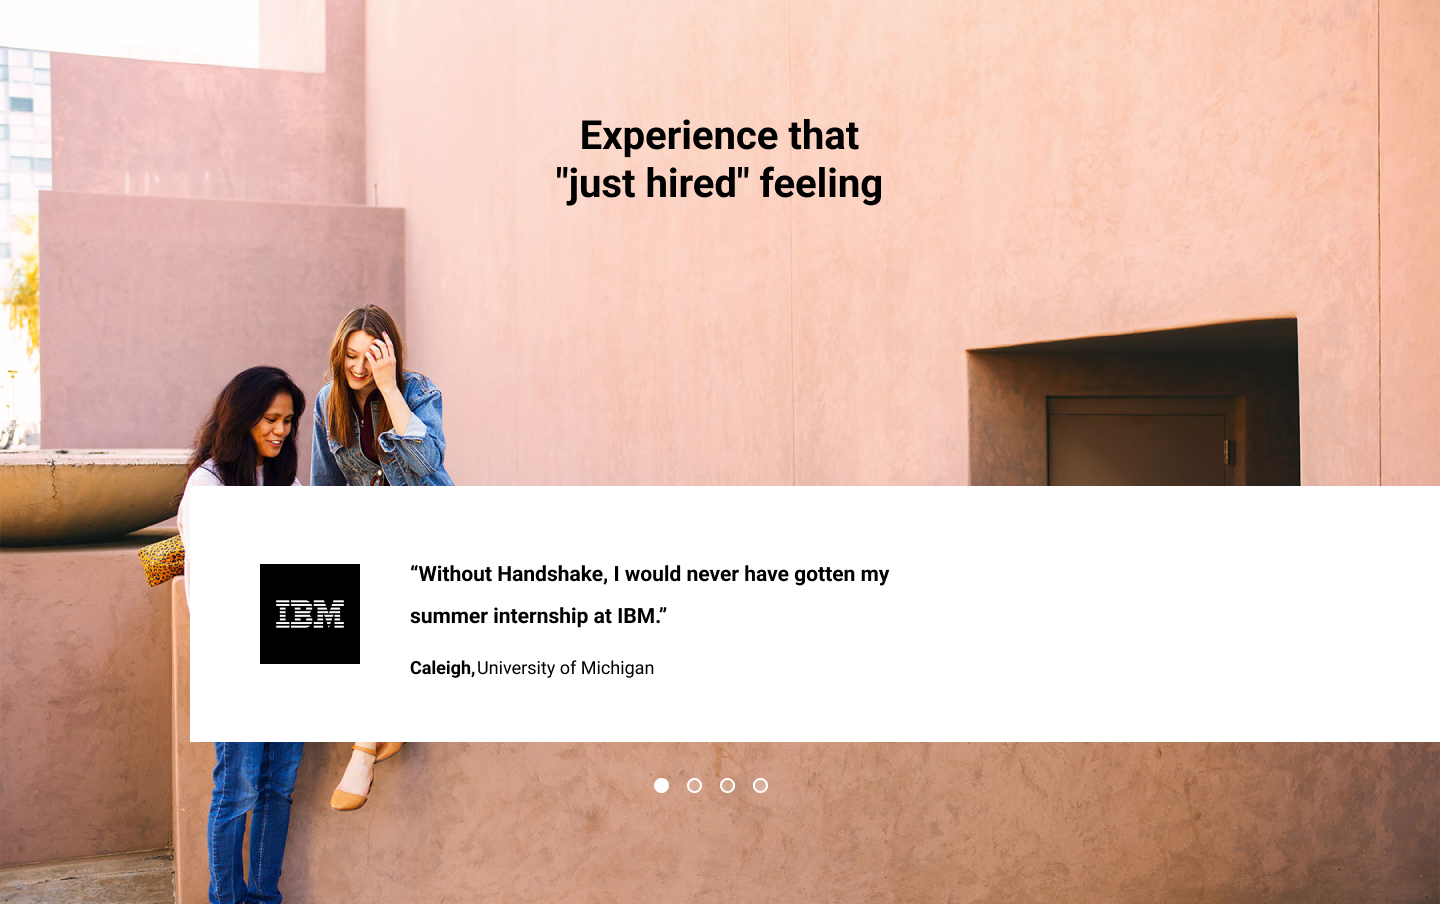 Experience that
"just hired" feeling
IBM
“Without Handshake, I would never have gotten my
summer internship at IBM.”
Caleigh, University of Michigan